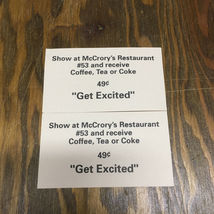 Show at McCrory's Restaurant
#53 and receive
Coffee, Tea or Coke
49¢
"Get Excited"
Show at McCrory's Restaurant
#53 and receive
Coffee, Tea or Coke
49¢
"Get Excited"